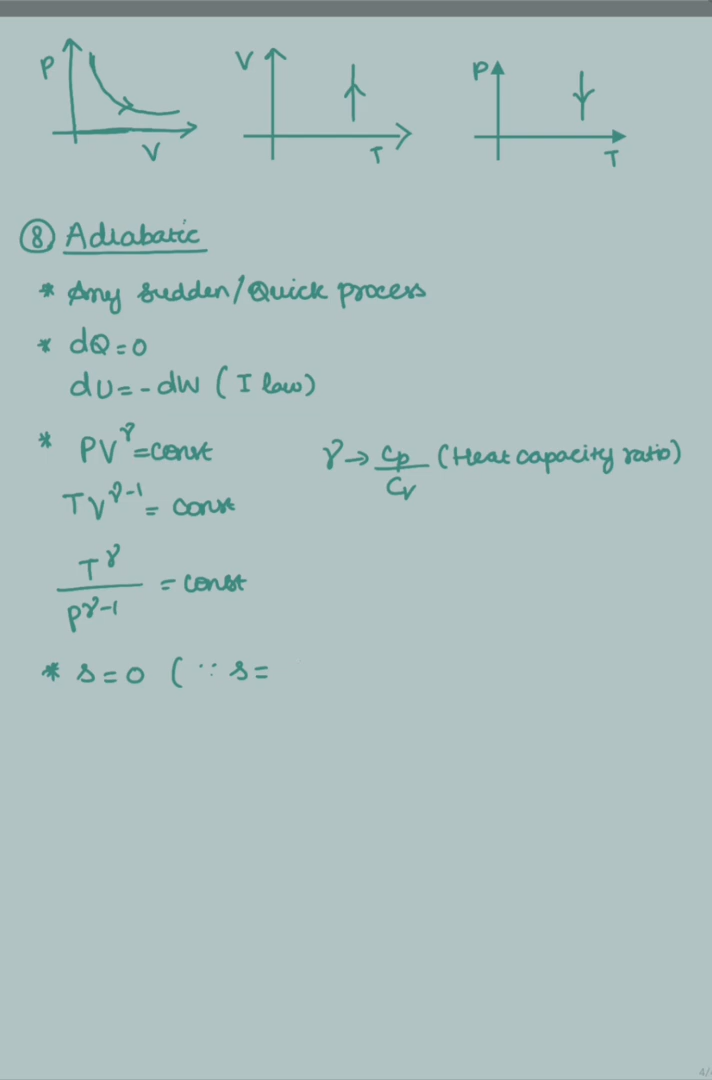 P
V
V
T
P
T
⑧ Adiabatic
* Any sudden/Quick process
* dQ=0
dU=-dW (I law)
* PV^γ=const γ→ Cp/Cv (Heat capacity ratio)
TV^γ-1 = const
T^γ/P^γ-1 = const
* s=0 (∵ s=
4/